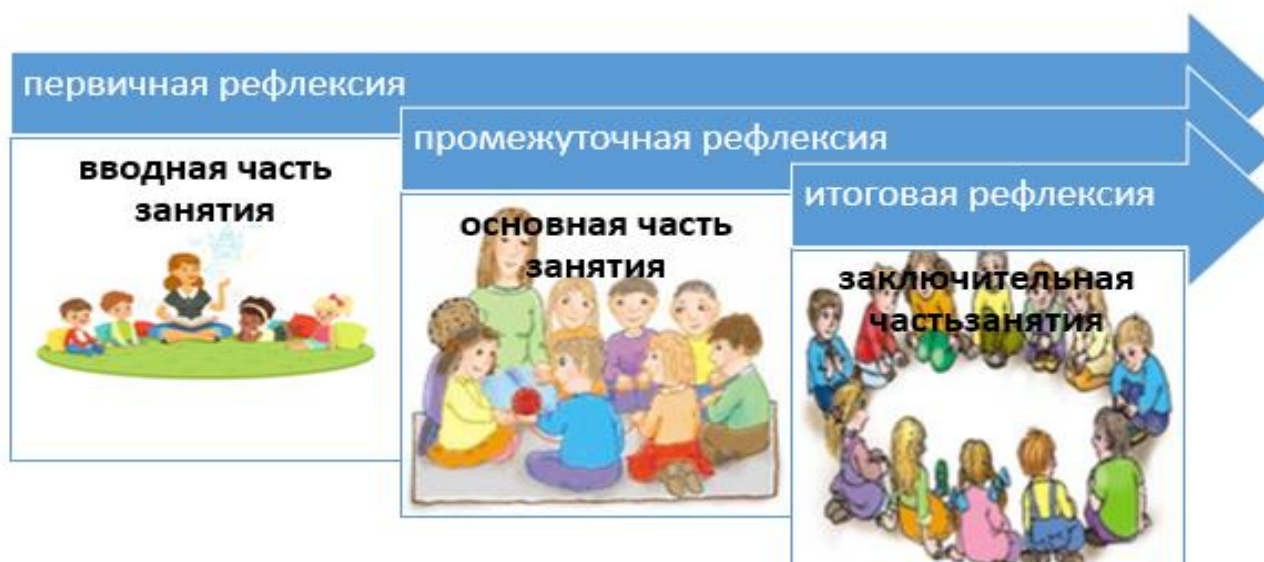 первичная рефлексия
вводная часть
занятия
промежуточная рефлексия
основная часть
занятия
итоговая рефлексия
заключительная
частьзанятия